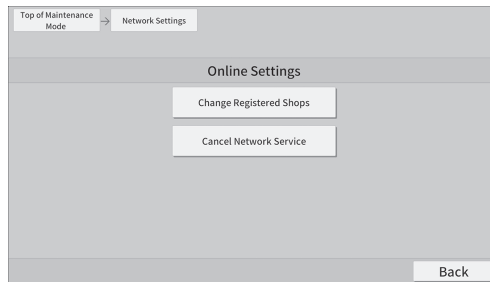 Top of Maintenance
Mode
→
Network Settings
Online Settings
Change Registered Shops
Cancel Network Service
Back